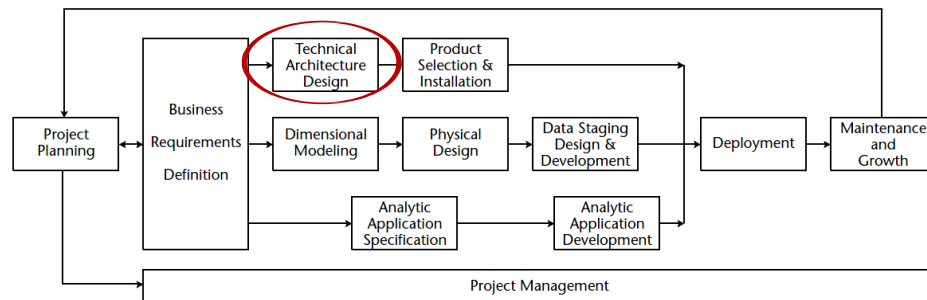 Technical
Architecture
Design
Product
Selection &
Installation
Business
Requirements
Definition
Project
Planning
Dimensional
Modeling
Physical
Design
Data Staging
Design &
Development
Deployment
Maintenance
and
Growth
Analytic
Application
Specification
Analytic
Application
Development
Project Management